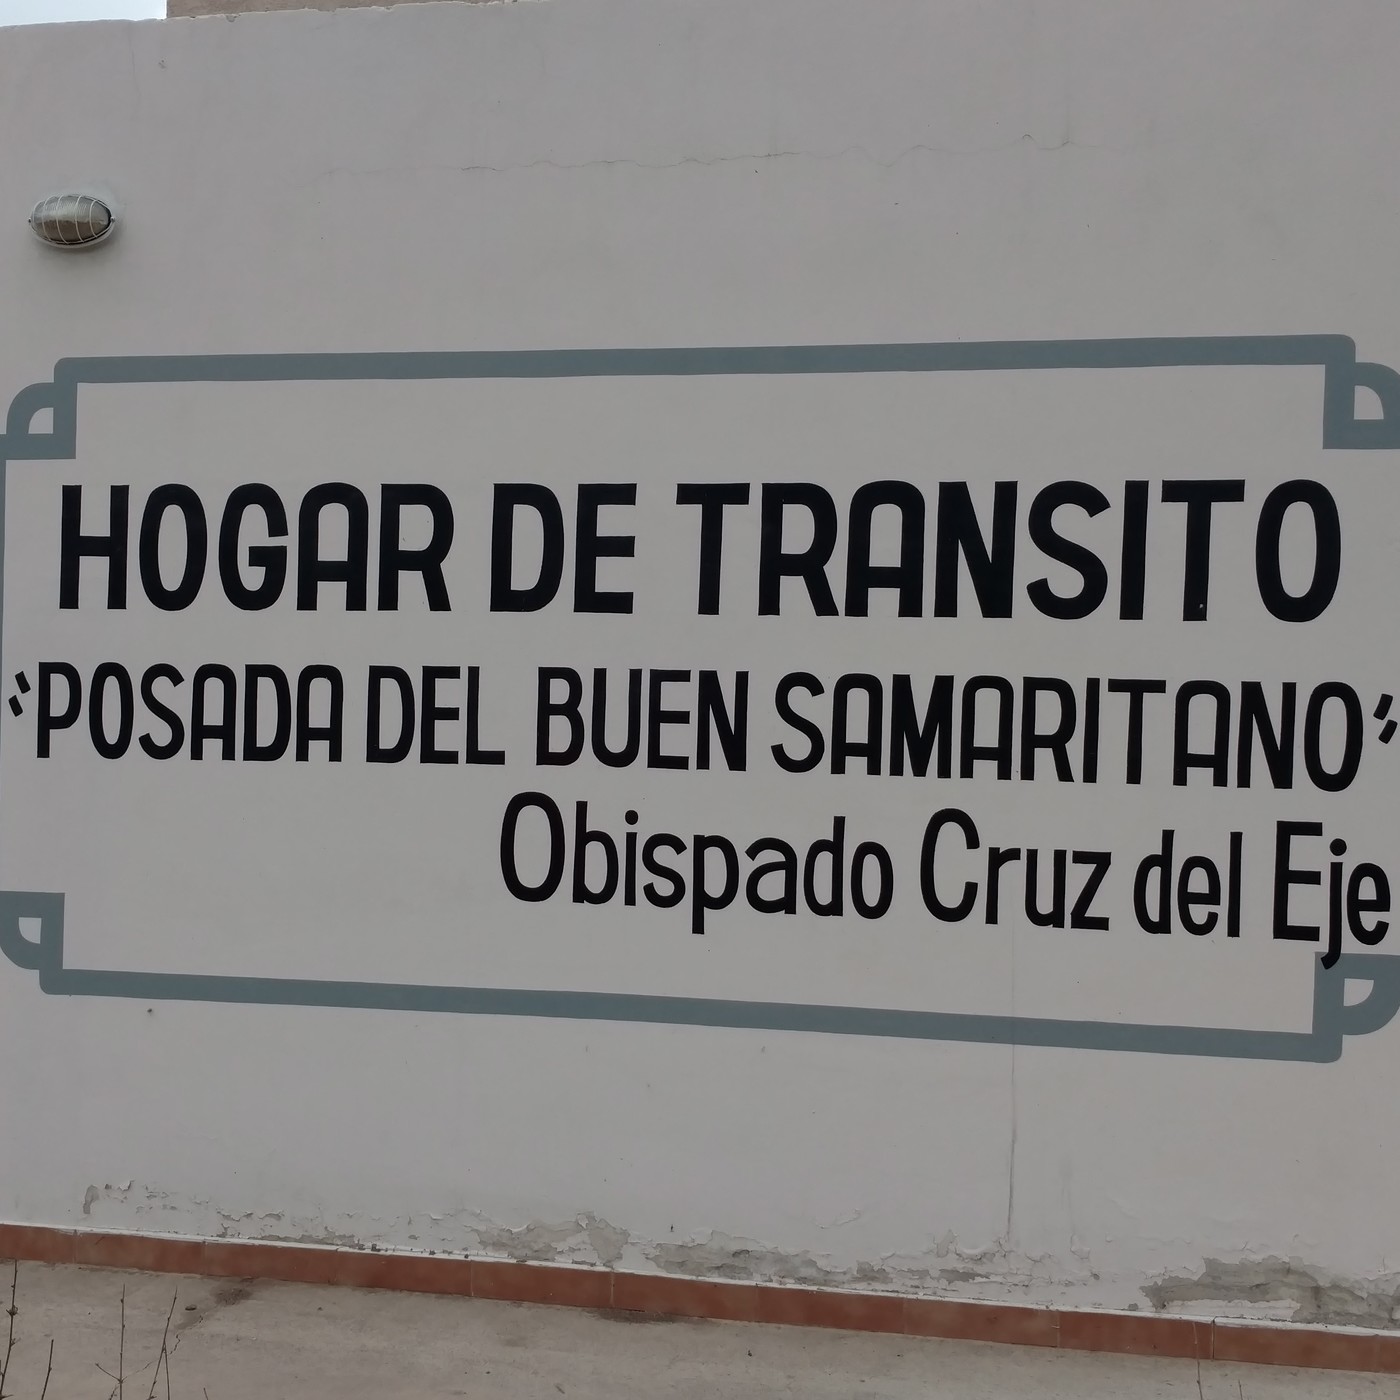 HOGAR DE TRANSITO
"POSADA DEL BUEN SAMARITANO"
Obispado Cruz del Eje